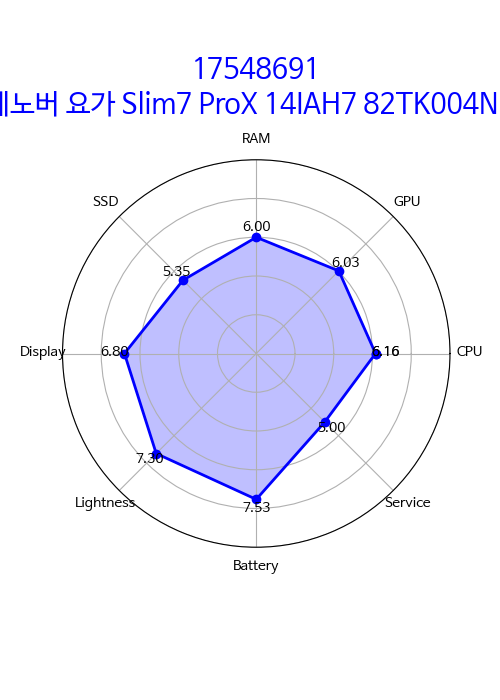 17548691
레노버 요가 Slim7 ProX 14IAH7 82TK004N
RAM
SSD
GPU
6.00
6.03
5.35
Display
6.80
6.16
CPU
5.00
7.30
Lightness
7.53
Service
Battery